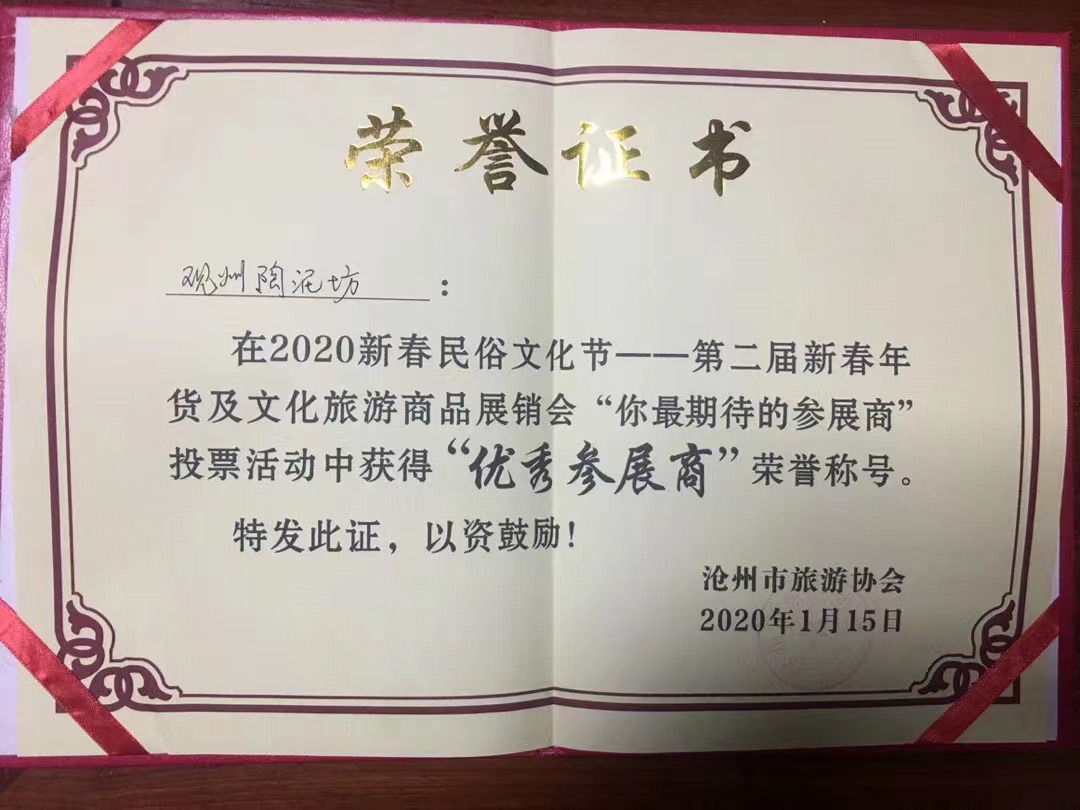 荣誉证书
观州陶泥坊：
在2020新春民俗文化节——第二届新春年
货及文化旅游商品展销会“你最期待的参展商”
投票活动中获得“优秀参展商”荣誉称号。
特发此证，以资鼓励！
沧州市旅游协会
2020年1月15日